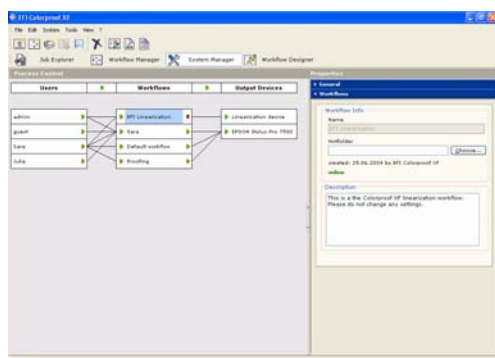 EFI Colorproof XF
File Edit System Tools View ?
Job Explorer Workflow Manager System Manager Workflow Designer
Process Control
Users Workflows Output Devices
admin EFI Linearization Linearization device
guest Sara EPSON Stylus Pro 7500
Sara Default workflow
Julia Proofing
Properties
General
Workflows
Workflow Info
Name
EFI Linearization
Hotfolder
Choose...
created: 25.06.2004 by EFI Colorproof XF
online
Description
This is a the Colorproof XF linearization workflow.
Please do not change any settings.